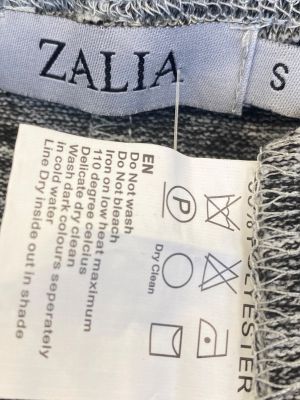 ZALIA
S
EN
Do Not wash
Do Not bleach
Iron on low heat maximum
110 degree celcius
Delicate dry clean
Wash dark colours seperately
in cold water
Line Dry inside out in shade
P
Dry Clean
% POLYESTER